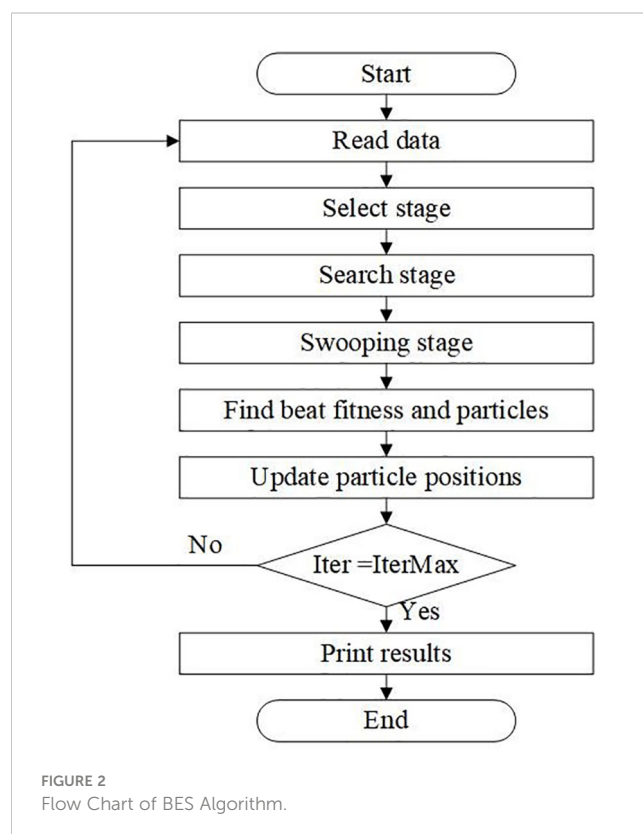 Start
Read data
Select stage
Search stage
Swooping stage
Find beat fitness and particles
Update particle positions
No
Iter =IterMax
Yes
Print results
End
FIGURE 2
Flow Chart of BES Algorithm.